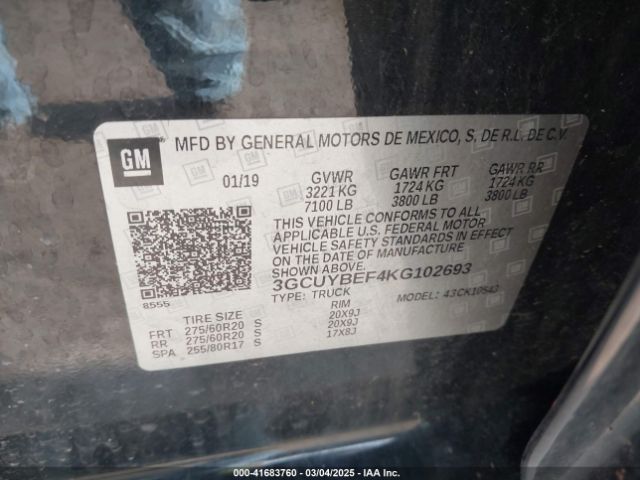 GM
MFD BY GENERAL MOTORS DE MEXICO, S. DE R.L. DE C.V.
01/19 GVWR GAWR FRT GAWR RR
3221 KG 1724 KG 1724 KG
7100 LB 3800 LB 3800 LB
THIS VEHICLE CONFORMS TO ALL
APPLICABLE U.S. FEDERAL MOTOR
VEHICLE SAFETY STANDARDS IN EFFECT
ON THE DATE OF MANUFACTURE
SHOWN ABOVE.
3GCUYBEF4KG102693
TYPE: TRUCK MODEL: 43CK10543
8555
TIRE SIZE RIM
FRT 275/60R20 S 20X9J
RR 275/60R20 S 20X9J
SPA 255/80R17 S 17X8J
000-41683760 — 03/04/2025 — IAA Inc.